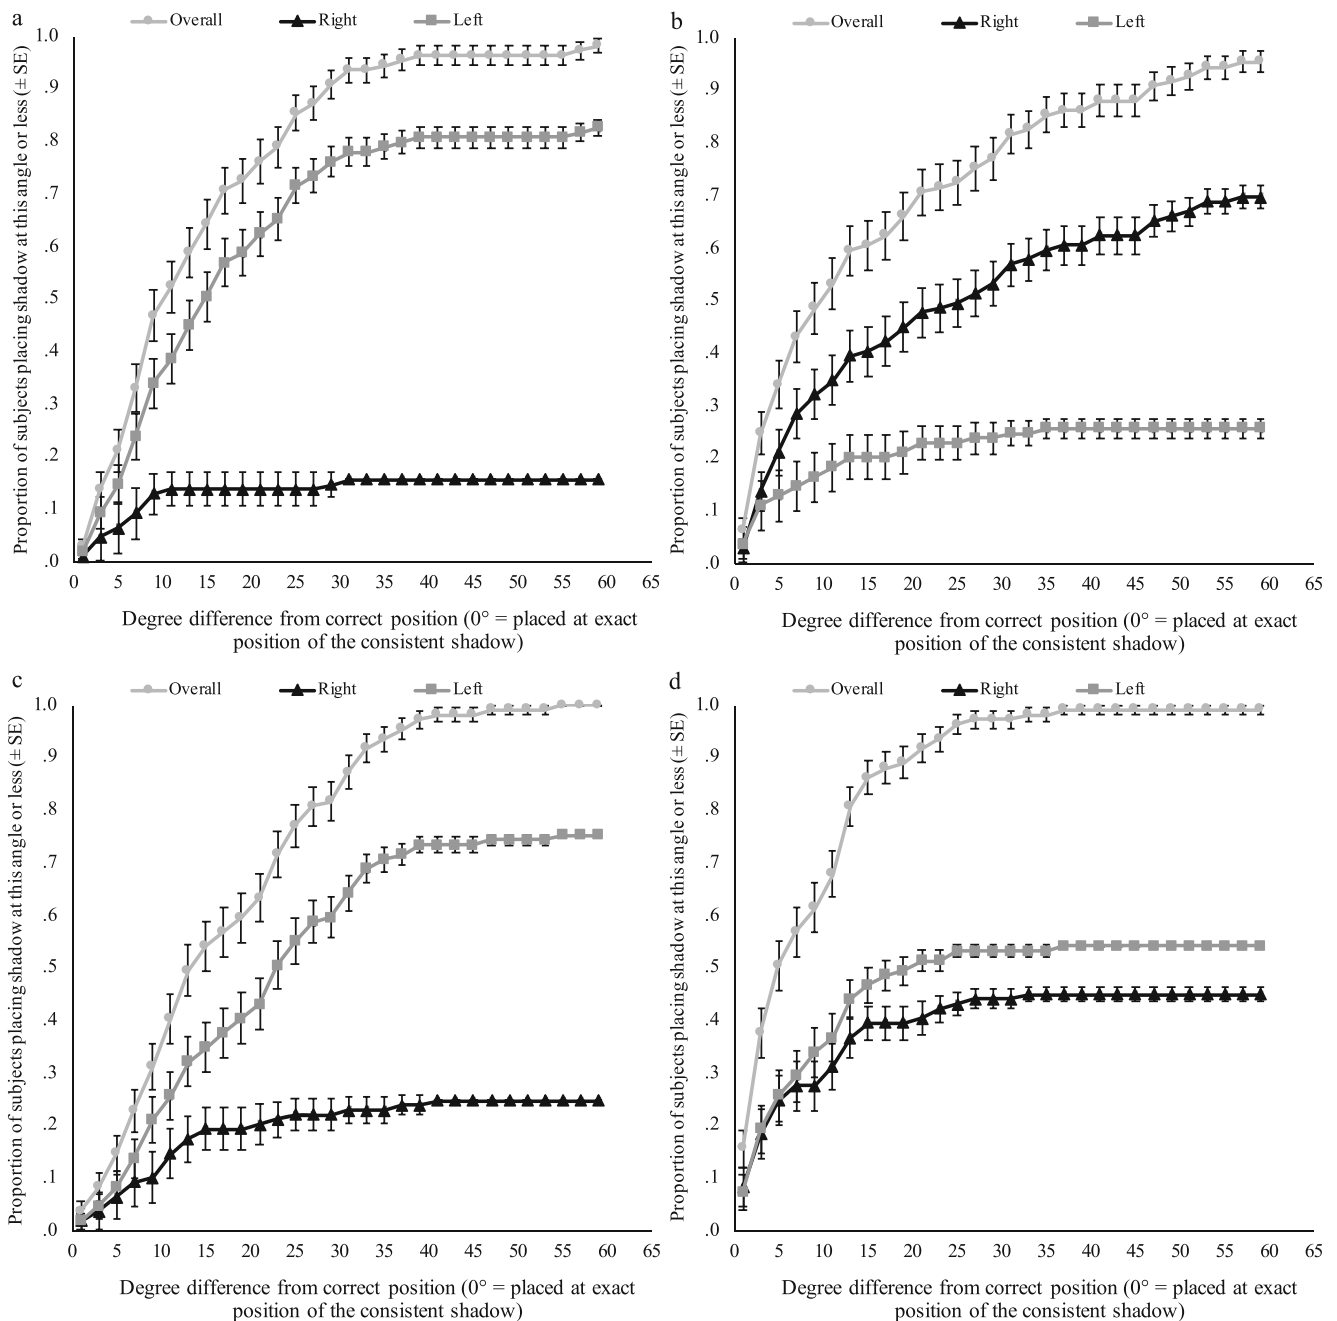 a
Overall Right Left
Proportion of subjects placing shadow at this angle or less (± SE)
1.0
.9
.8
.7
.6
.5
.4
.3
.2
.1
.0
0 5 10 15 20 25 30 35 40 45 50 55 60 65
Degree difference from correct position (0° = placed at exact
position of the consistent shadow)
b
Overall Right Left
Proportion of subjects placing shadow at this angle or less (± SE)
1.0
.9
.8
.7
.6
.5
.4
.3
.2
.1
.0
0 5 10 15 20 25 30 35 40 45 50 55 60 65
Degree difference from correct position (0° = placed at exact
position of the consistent shadow)
c
Overall Right Left
Proportion of subjects placing shadow at this angle or less (± SE)
1.0
.9
.8
.7
.6
.5
.4
.3
.2
.1
.0
0 5 10 15 20 25 30 35 40 45 50 55 60 65
Degree difference from correct position (0° = placed at exact
position of the consistent shadow)
d
Overall Right Left
Proportion of subjects placing shadow at this angle or less (± SE)
1.0
.9
.8
.7
.6
.5
.4
.3
.2
.1
.0
0 5 10 15 20 25 30 35 40 45 50 55 60 65
Degree difference from correct position (0° = placed at exact
position of the consistent shadow)